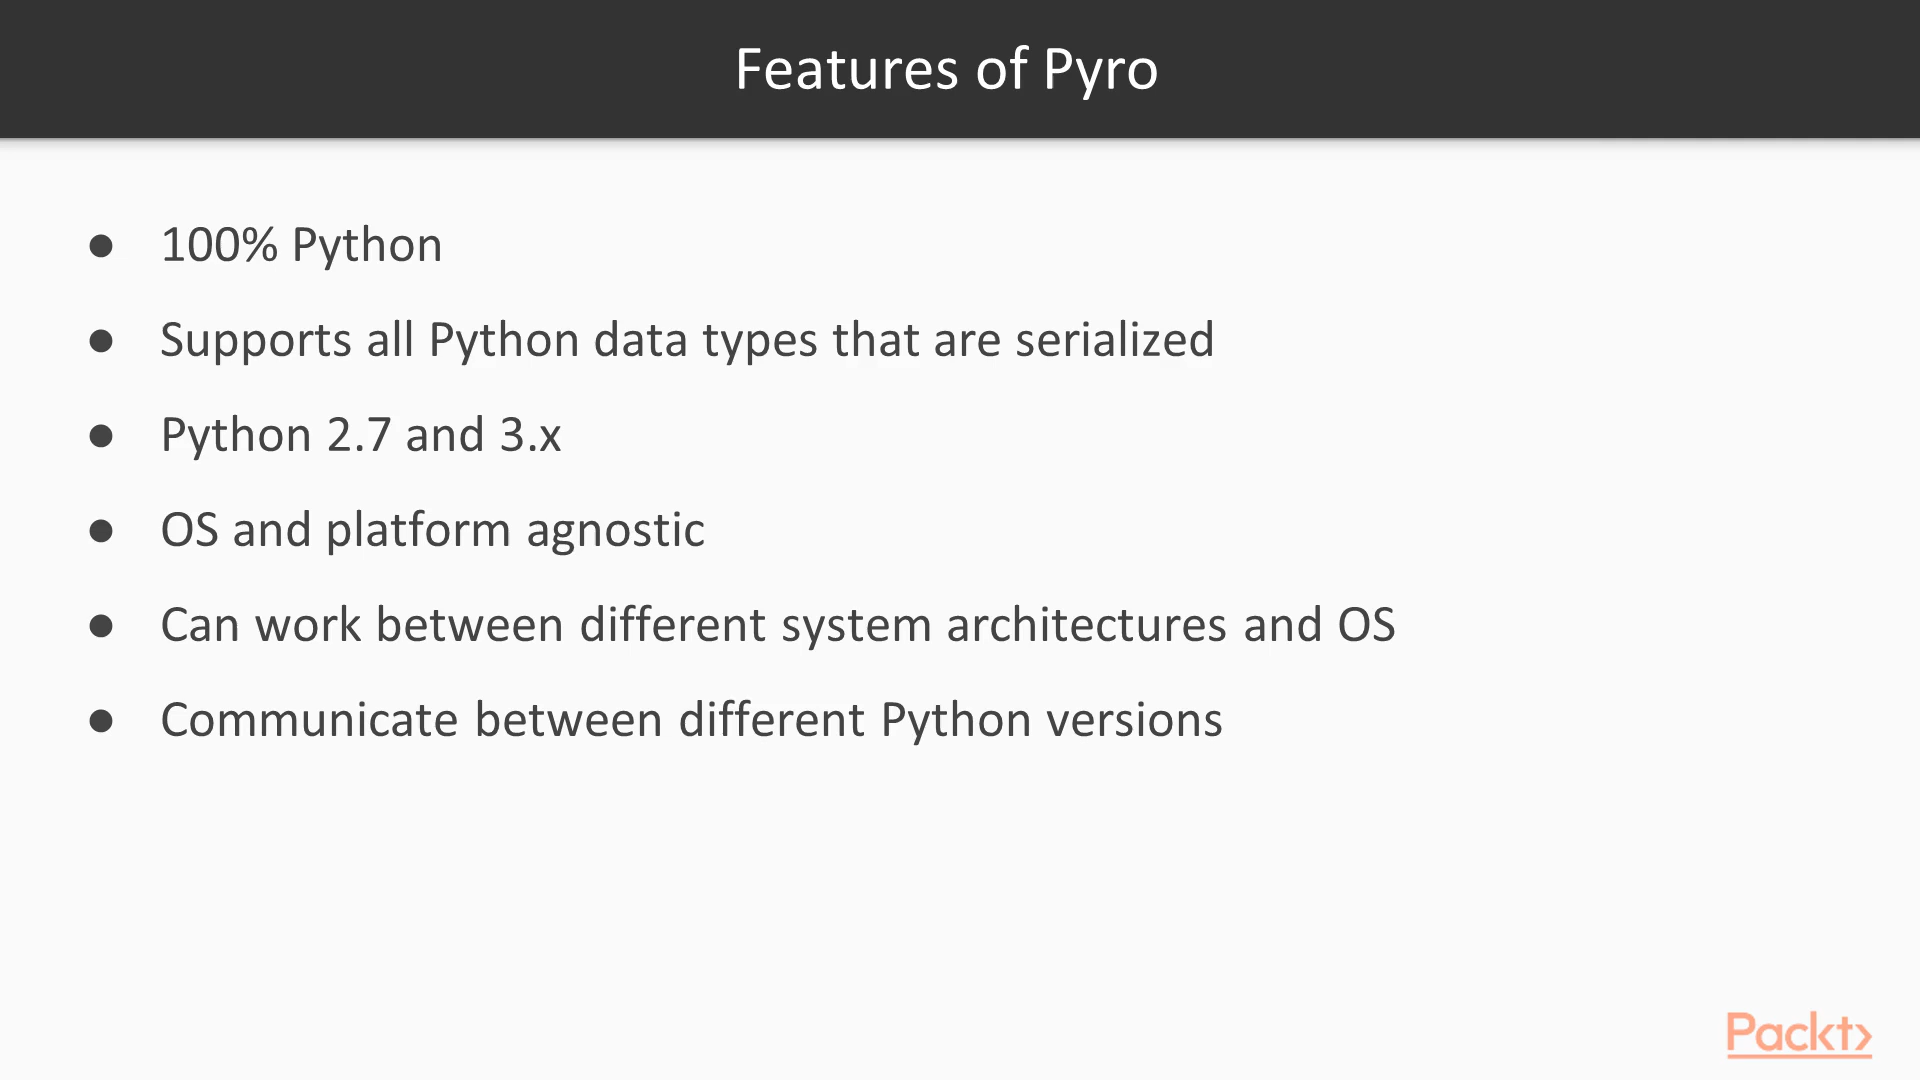 Features of Pyro
● 100% Python
● Supports all Python data types that are serialized
● Python 2.7 and 3.x
● OS and platform agnostic
● Can work between different system architectures and OS
● Communicate between different Python versions
Packt>